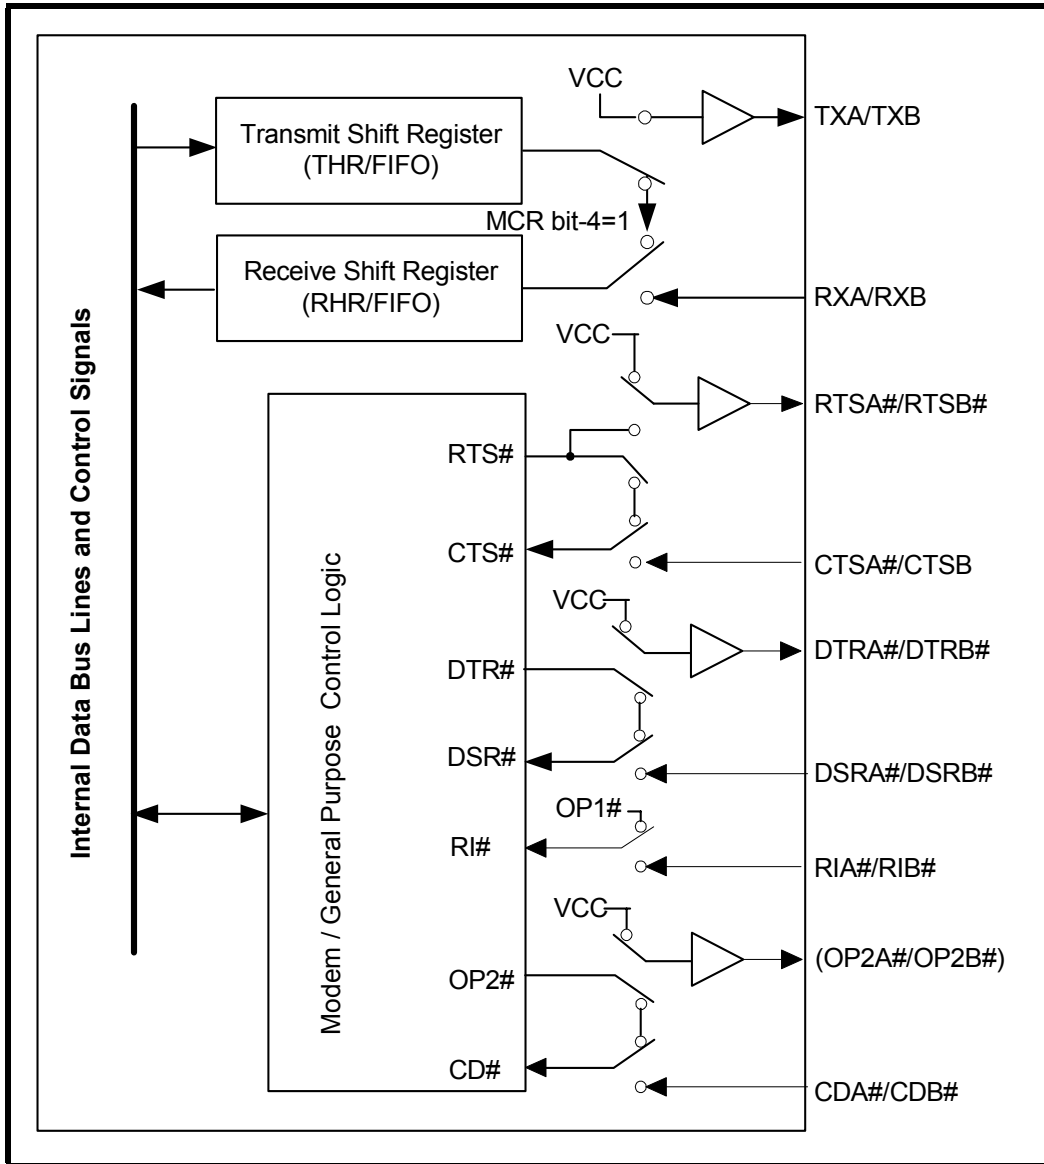 VCC
TXA/TXB
Transmit Shift Register
(THR/FIFO)
MCR bit-4=1
Receive Shift Register
(RHR/FIFO)
RXA/RXB
VCC
RTSA#/RTSB#
RTS#
CTS#
CTSA#/CTSB
VCC
DTRA#/DTRB#
DTR#
DSR#
DSRA#/DSRB#
OP1#
RI#
RIA#/RIB#
VCC
(OP2A#/OP2B#)
OP2#
CD#
CDA#/CDB#
Internal Data Bus Lines and Control Signals
Modem / General Purpose Control Logic